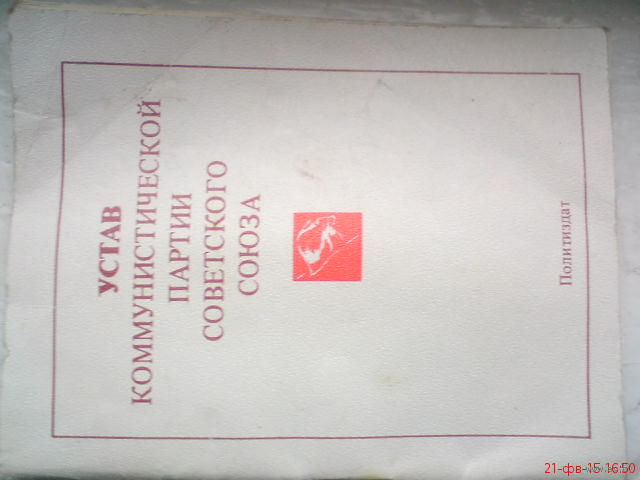 УСТАВ
КОММУНИСТИЧЕСКОЙ
ПАРТИИ
СОВЕТСКОГО
СОЮЗА
Политиздат
21-фв-15 16:50